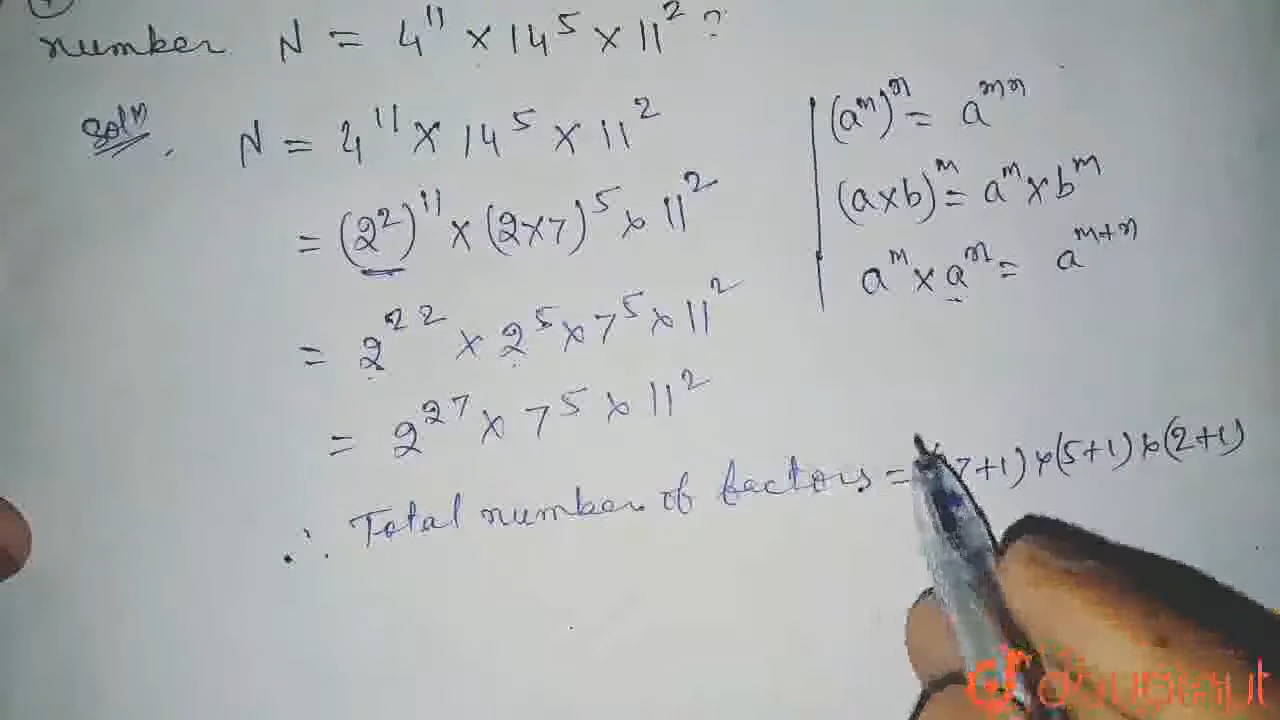 number N = 4¹¹ × 14⁵ × 11² ?
Solⁿ. N = 4¹¹ × 14⁵ × 11²
= (2²)¹¹ × (2×7)⁵ × 11²
= 2²² × 2⁵ × 7⁵ × 11²
= 2²⁷ × 7⁵ × 11²
∴ Total number of factors = 7+1) × (5+1) × (2+1)
(aᵐ)ⁿ = aᵐⁿ
(a×b)ᵐ = aᵐ × bᵐ
aᵐ × aⁿ = aᵐ⁺ⁿ